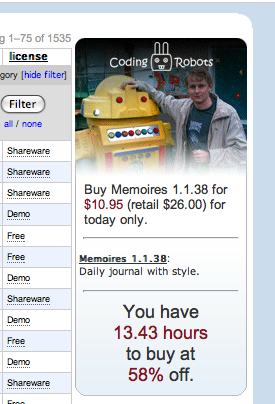 g 1–75 of 1535
license
gory [hide filter]
Filter
all / none
Shareware
Shareware
Shareware
Demo
Free
Free
Demo
Shareware
Demo
Free
Demo
Shareware
Free
Coding Robots
Buy Memoires 1.1.38 for
$10.95 (retail $26.00) for
today only.
Memoires 1.1.38:
Daily journal with style.
You have
13.43 hours
to buy at
58% off.